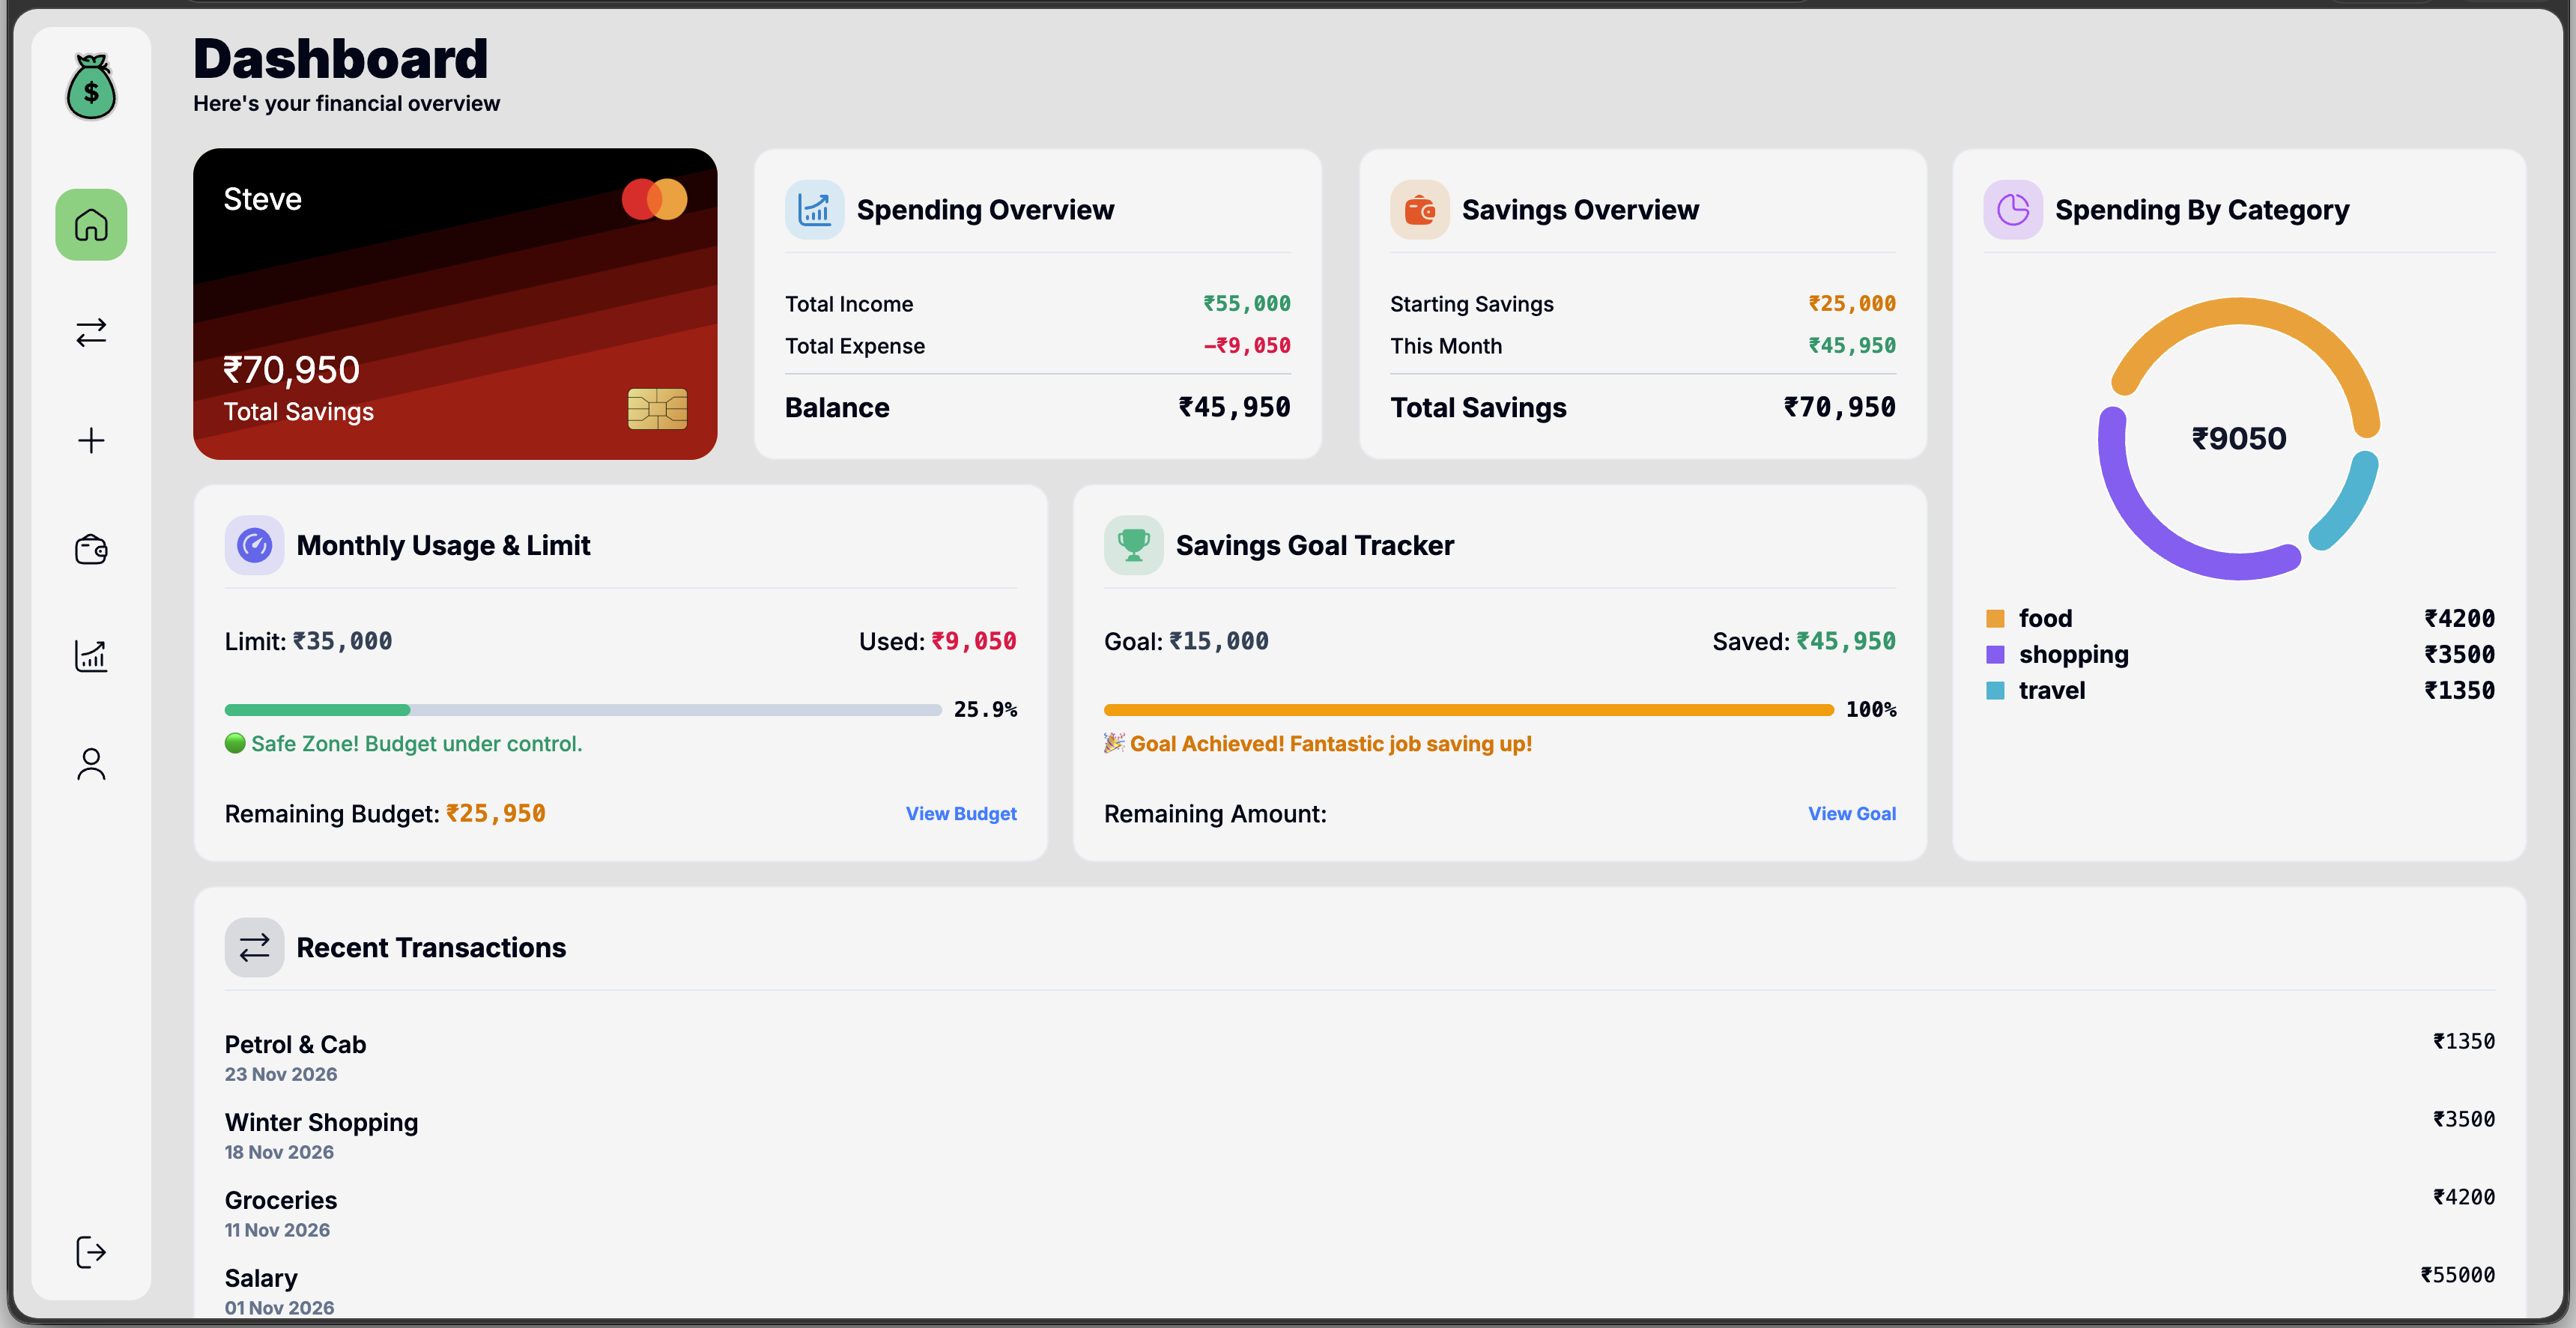 Dashboard
Here's your financial overview
$
Steve
₹70,950
Total Savings
Spending Overview
Total Income ₹55,000
Total Expense −₹9,050
Balance ₹45,950
Savings Overview
Starting Savings ₹25,000
This Month ₹45,950
Total Savings ₹70,950
Spending By Category
₹9050
food ₹4200
shopping ₹3500
travel ₹1350
Monthly Usage & Limit
Limit: ₹35,000 Used: ₹9,050
25.9%
Safe Zone! Budget under control.
Remaining Budget: ₹25,950 View Budget
Savings Goal Tracker
Goal: ₹15,000 Saved: ₹45,950
100%
Goal Achieved! Fantastic job saving up!
Remaining Amount: View Goal
Recent Transactions
Petrol & Cab ₹1350
23 Nov 2026
Winter Shopping ₹3500
18 Nov 2026
Groceries ₹4200
11 Nov 2026
Salary ₹55000
01 Nov 2026